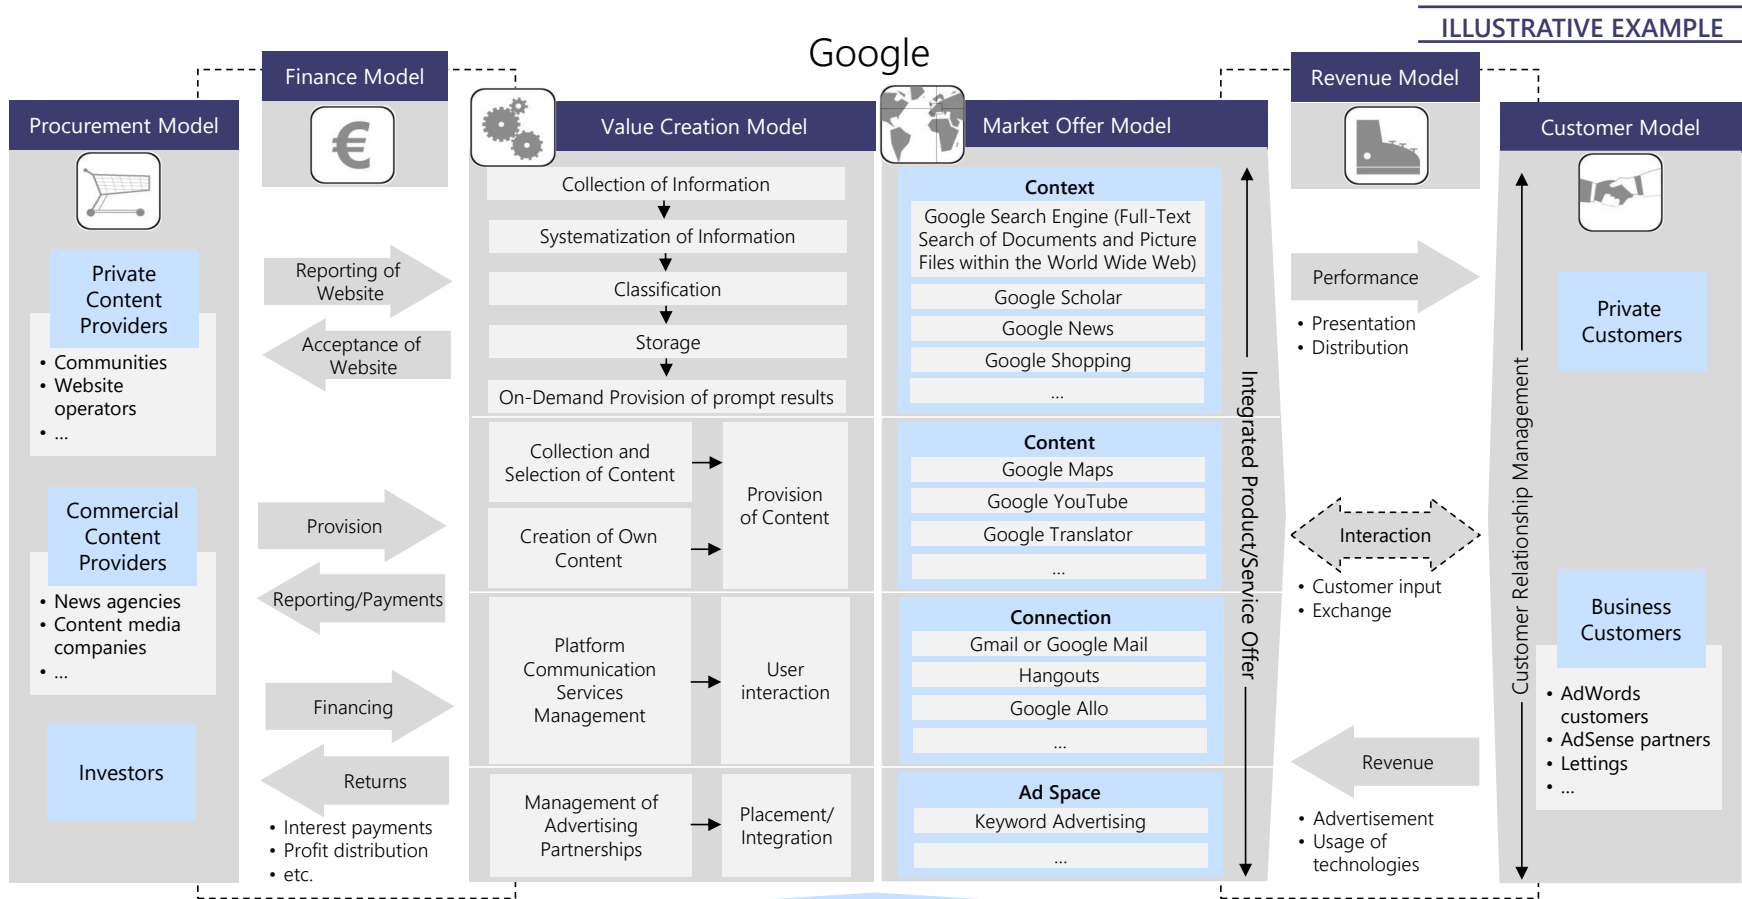 ILLUSTRATIVE EXAMPLE
Google
Procurement Model
Private
Content
Providers
• Communities
• Website
operators
• ...
Commercial
Content
Providers
• News agencies
• Content media
companies
• ...
Investors
Finance Model
€
Reporting of
Website
Acceptance of
Website
Provision
Reporting/Payments
Financing
Returns
• Interest payments
• Profit distribution
• etc.
Value Creation Model
Collection of Information
Systematization of Information
Classification
Storage
On-Demand Provision of prompt results
Collection and
Selection of Content
Creation of Own
Content
Provision
of Content
Platform
Communication
Services
Management
User
interaction
Management of
Advertising
Partnerships
Placement/
Integration
Market Offer Model
Context
Google Search Engine (Full-Text
Search of Documents and Picture
Files within the World Wide Web)
Google Scholar
Google News
Google Shopping
...
Content
Google Maps
Google YouTube
Google Translator
...
Connection
Gmail or Google Mail
Hangouts
Google Allo
...
Ad Space
Keyword Advertising
...
Integrated Product/Service Offer
Revenue Model
Performance
• Presentation
• Distribution
Interaction
• Customer input
• Exchange
Revenue
• Advertisement
• Usage of
technologies
Customer Model
Customer Relationship Management
Private
Customers
Business
Customers
• AdWords
customers
• AdSense partners
• Lettings
• ...